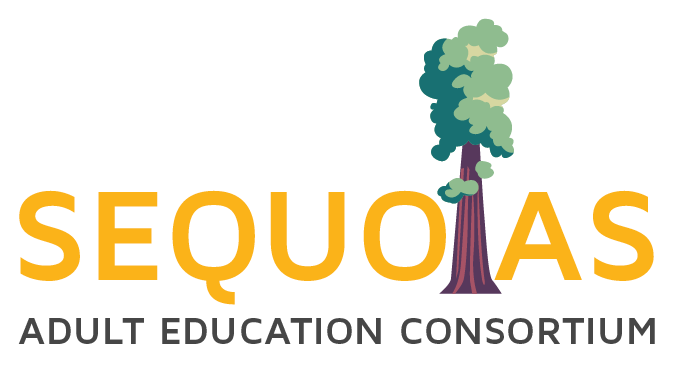 SEQUOIAS
ADULT EDUCATION CONSORTIUM